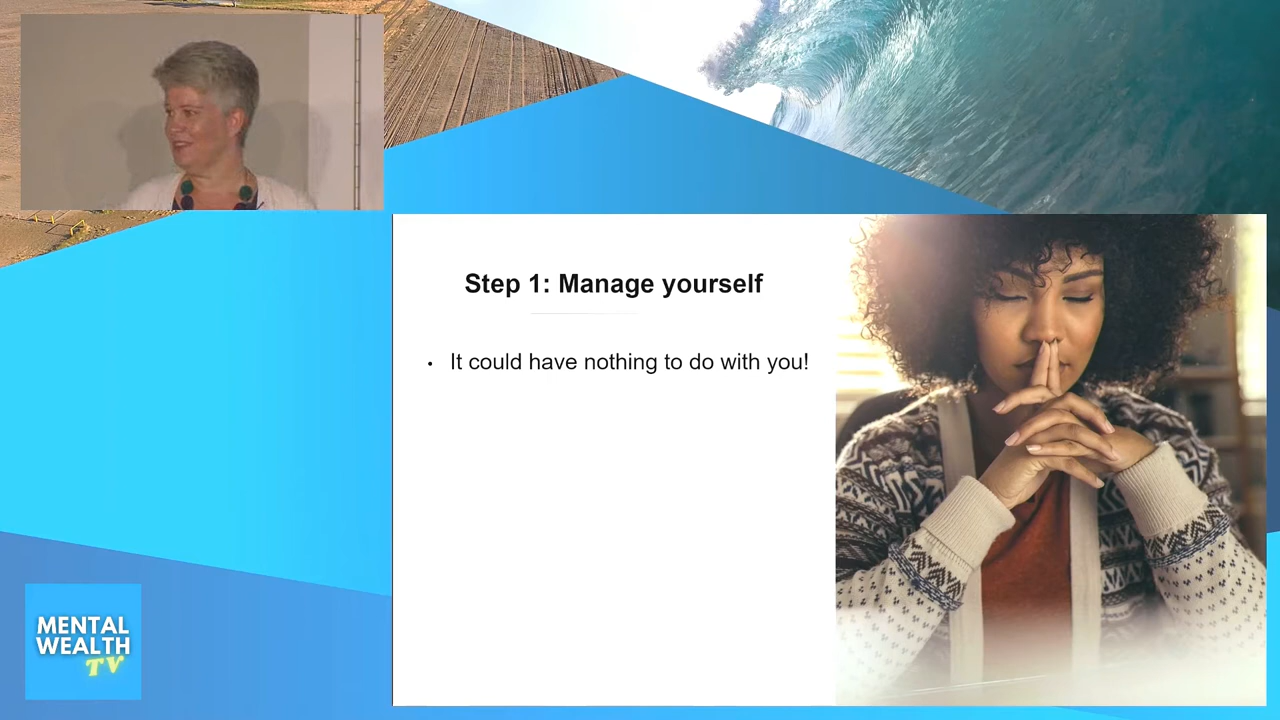 Step 1: Manage yourself
• It could have nothing to do with you!
MENTAL
WEALTH
TV